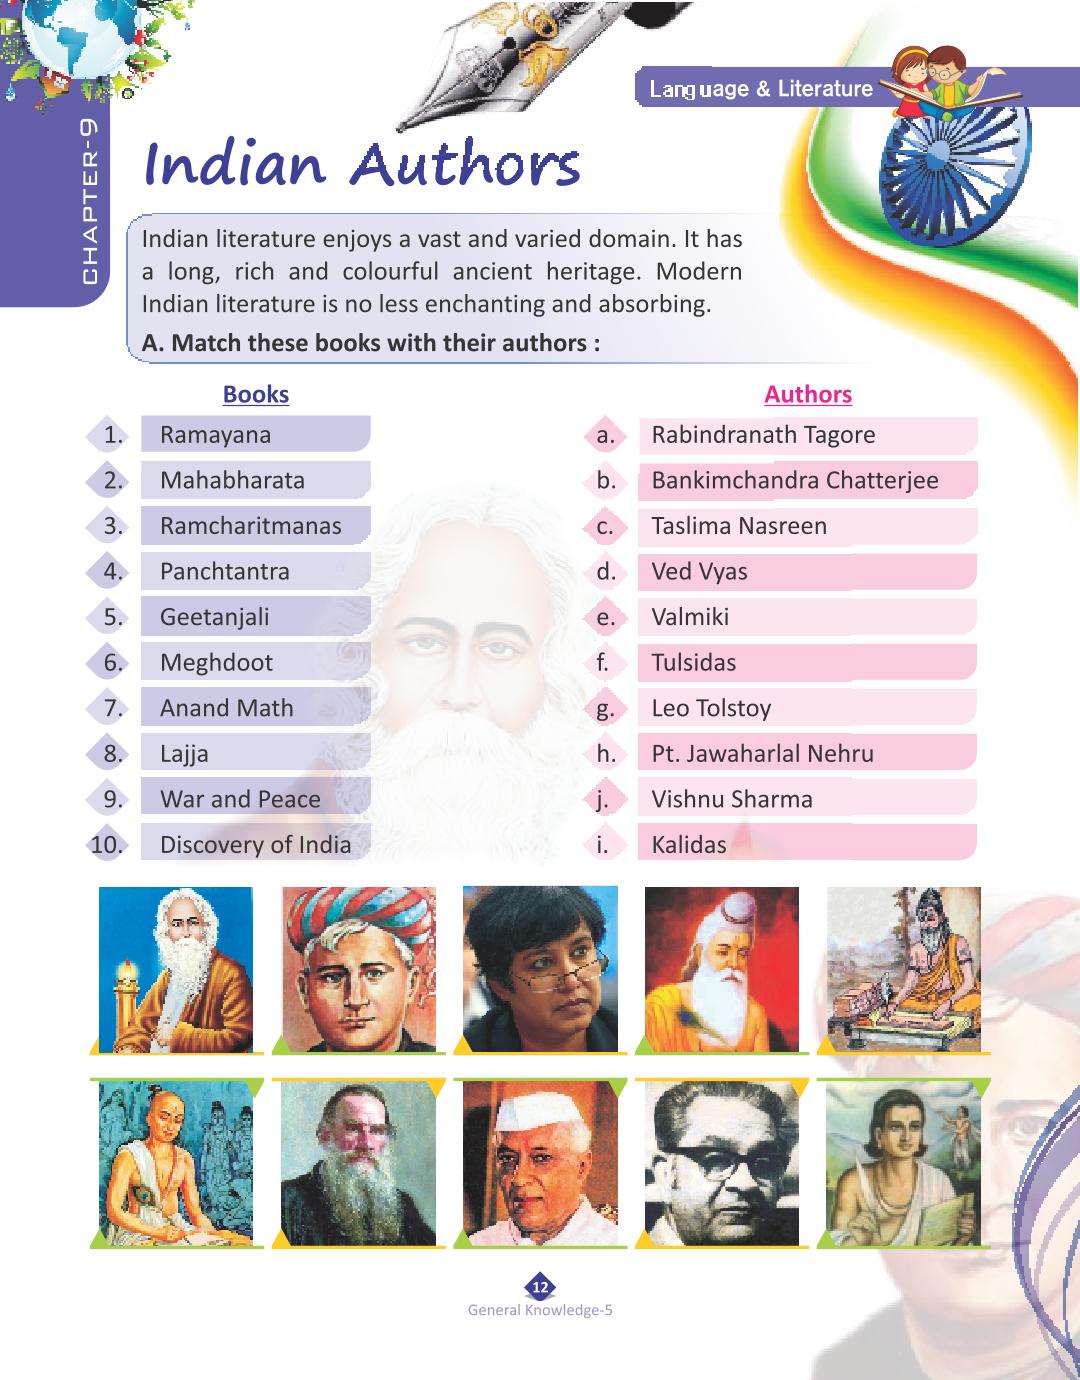 Language & Literature
CHAPTER-9
Indian Authors
Indian literature enjoys a vast and varied domain. It has
a long, rich and colourful ancient heritage. Modern
Indian literature is no less enchanting and absorbing.
A. Match these books with their authors :
Books Authors
1. Ramayana a. Rabindranath Tagore
2. Mahabharata b. Bankimchandra Chatterjee
3. Ramcharitmanas c. Taslima Nasreen
4. Panchtantra d. Ved Vyas
5. Geetanjali e. Valmiki
6. Meghdoot f. Tulsidas
7. Anand Math g. Leo Tolstoy
8. Lajja h. Pt. Jawaharlal Nehru
9. War and Peace j. Vishnu Sharma
10. Discovery of India i. Kalidas
12
General Knowledge-5